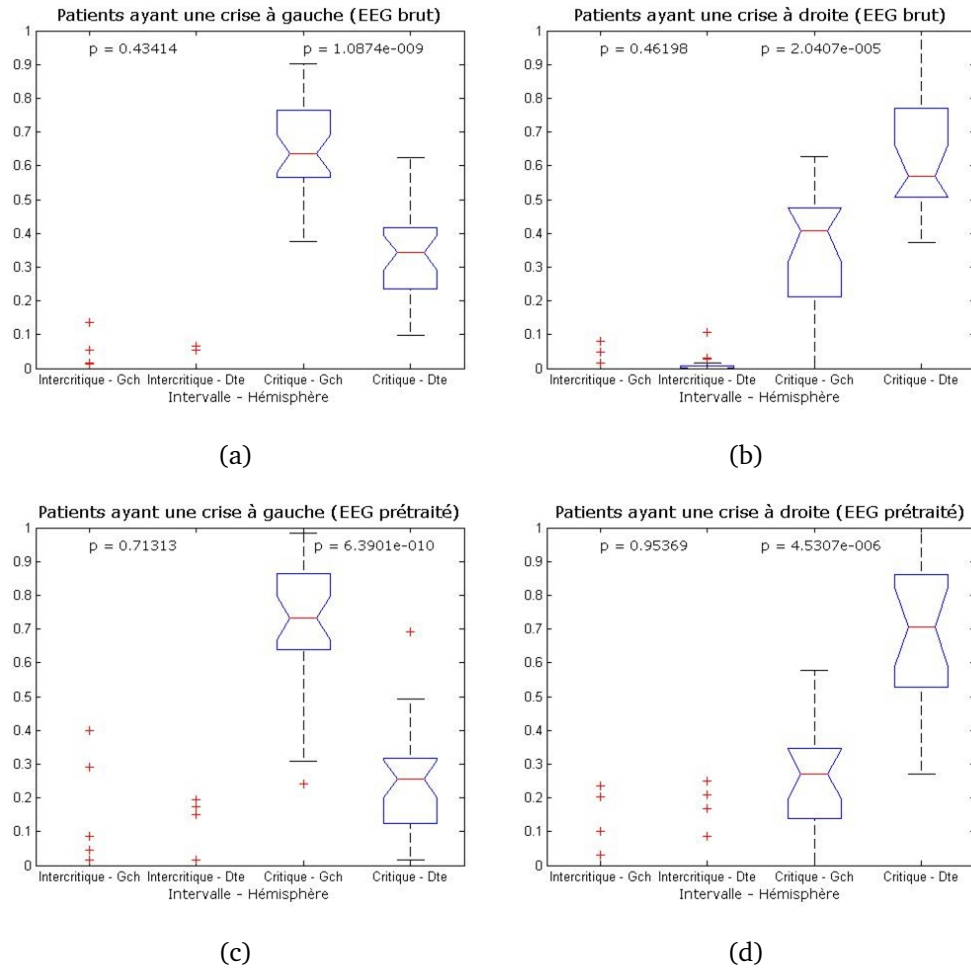 Patients ayant une crise à gauche (EEG brut)
p = 0.43414 p = 1.0874e-009
1
0.9
0.8
0.7
0.6
0.5
0.4
0.3
0.2
0.1
0
Intercritique - Gch Intercritique - Dte Critique - Gch Critique - Dte
Intervalle - Hémisphère
(a)
Patients ayant une crise à droite (EEG brut)
p = 0.46198 p = 2.0407e-005
1
0.9
0.8
0.7
0.6
0.5
0.4
0.3
0.2
0.1
0
Intercritique - Gch Intercritique - Dte Critique - Gch Critique - Dte
Intervalle - Hémisphère
(b)
Patients ayant une crise à gauche (EEG prétraité)
p = 0.71313 p = 6.3901e-010
1
0.9
0.8
0.7
0.6
0.5
0.4
0.3
0.2
0.1
0
Intercritique - Gch Intercritique - Dte Critique - Gch Critique - Dte
Intervalle - Hémisphère
(c)
Patients ayant une crise à droite (EEG prétraité)
p = 0.95369 p = 4.5307e-006
1
0.9
0.8
0.7
0.6
0.5
0.4
0.3
0.2
0.1
0
Intercritique - Gch Intercritique - Dte Critique - Gch Critique - Dte
Intervalle - Hémisphère
(d)